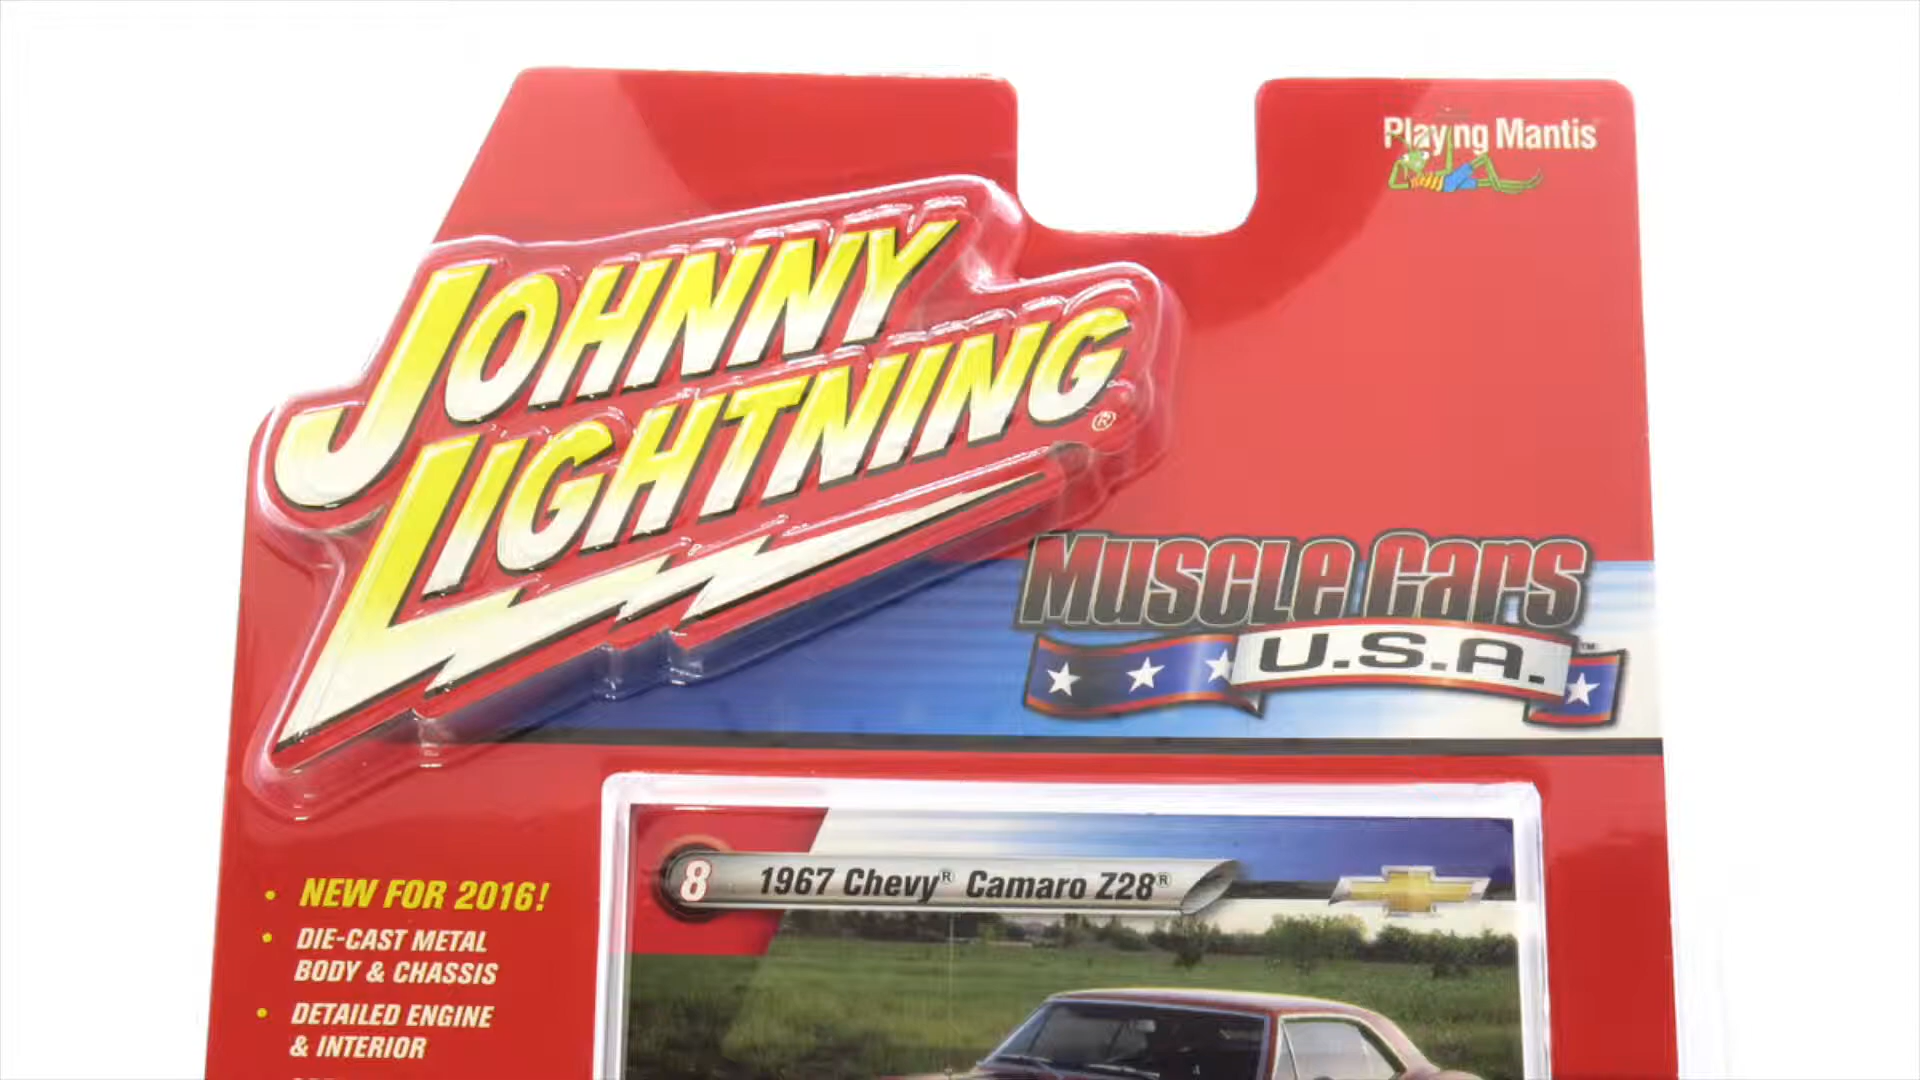 Playing Mantis
JOHNNY
LIGHTNING®
MUSCLE CARS
U.S.A.™
8 1967 Chevy® Camaro Z28®
• NEW FOR 2016!
• DIE-CAST METAL
BODY & CHASSIS
• DETAILED ENGINE
& INTERIOR